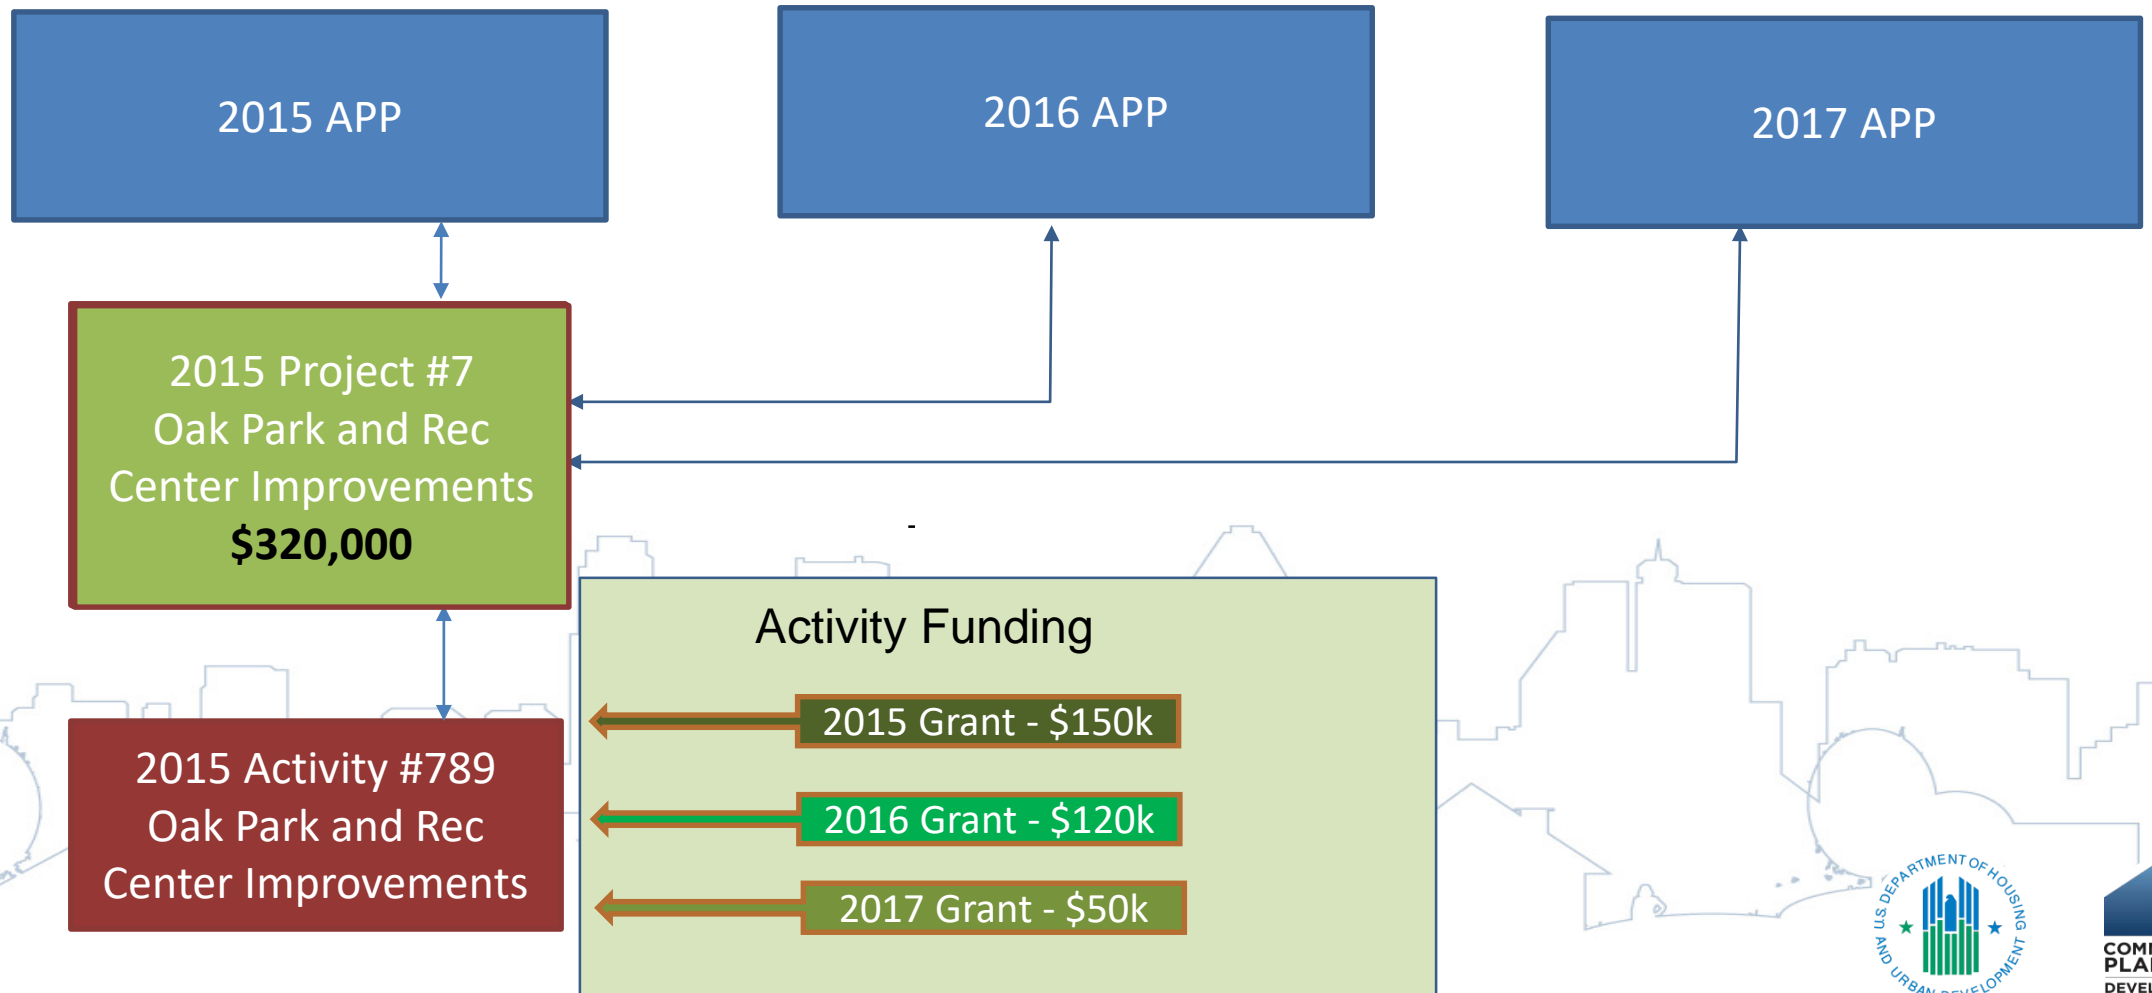 2015 APP
2016 APP
2017 APP
2015 Project #7
Oak Park and Rec
Center Improvements
$320,000
-
Activity Funding
2015 Grant - $150k
2016 Grant - $120k
2017 Grant - $50k
2015 Activity #789
Oak Park and Rec
Center Improvements
U.S. DEPARTMENT OF HOUSING
AND URBAN DEVELOPMENT